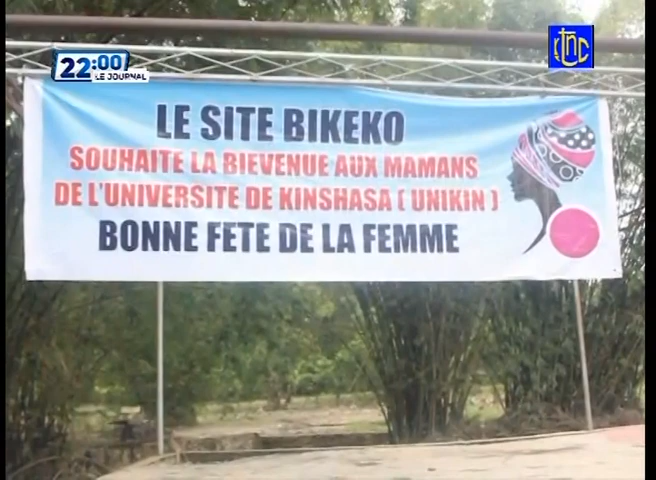 22:00
LE JOURNAL
rtnc
LE SITE BIKEKO
SOUHAITE LA BIEVENUE AUX MAMANS
DE L'UNIVERSITE DE KINSHASA ( UNIKIN )
BONNE FETE DE LA FEMME